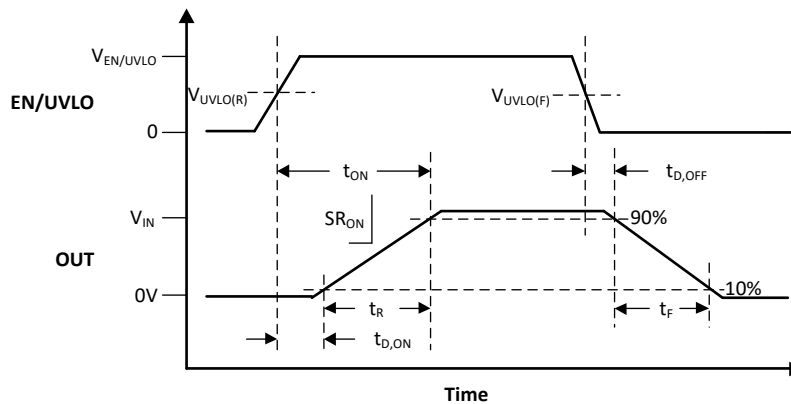 V_EN/UVLO
V_UVLO(R)
V_UVLO(F)
EN/UVLO
0
t_ON
t_D,OFF
V_IN
SR_ON
90%
OUT
0V
10%
t_R
t_F
t_D,ON
Time